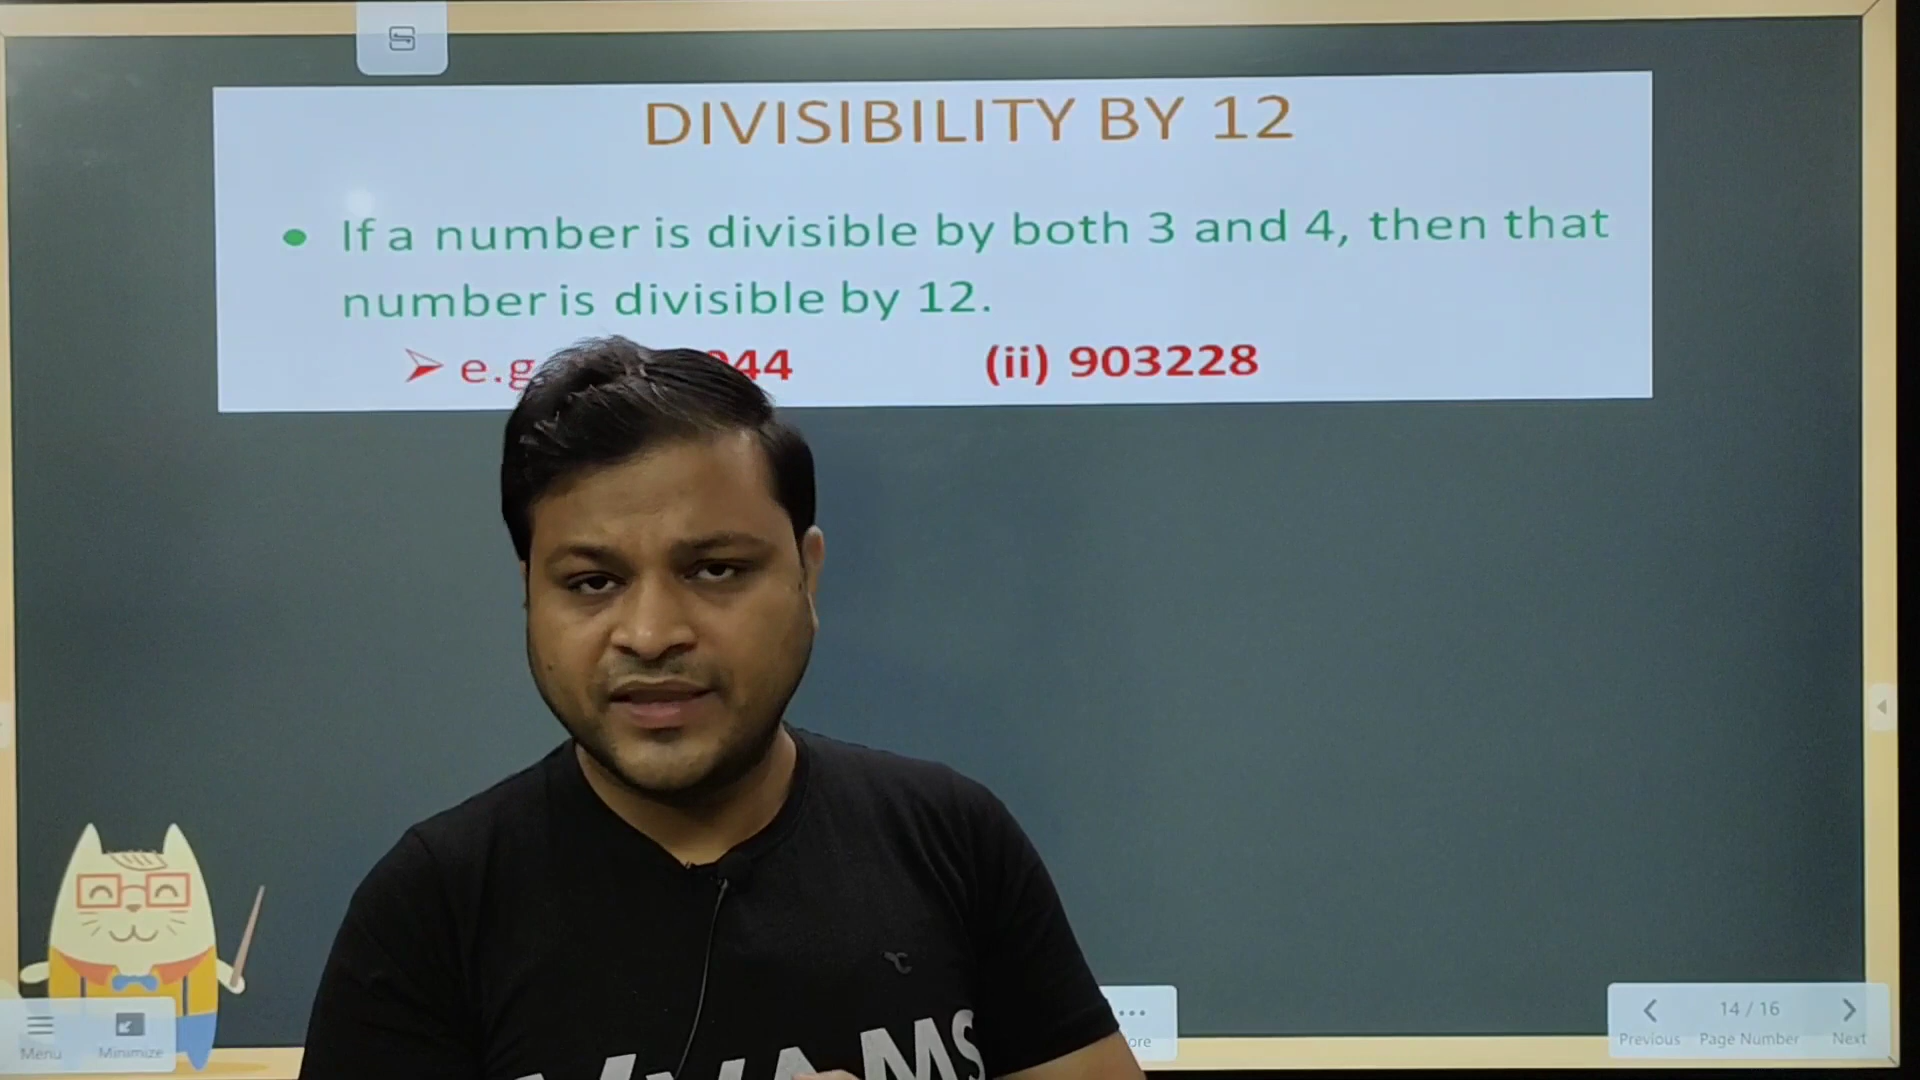 DIVISIBILITY BY 12
• If a number is divisible by both 3 and 4, then that
number is divisible by 12.
➢ e.g 44 (ii) 903228
Menu
Minimize
14 / 16
Previous Page Number Next